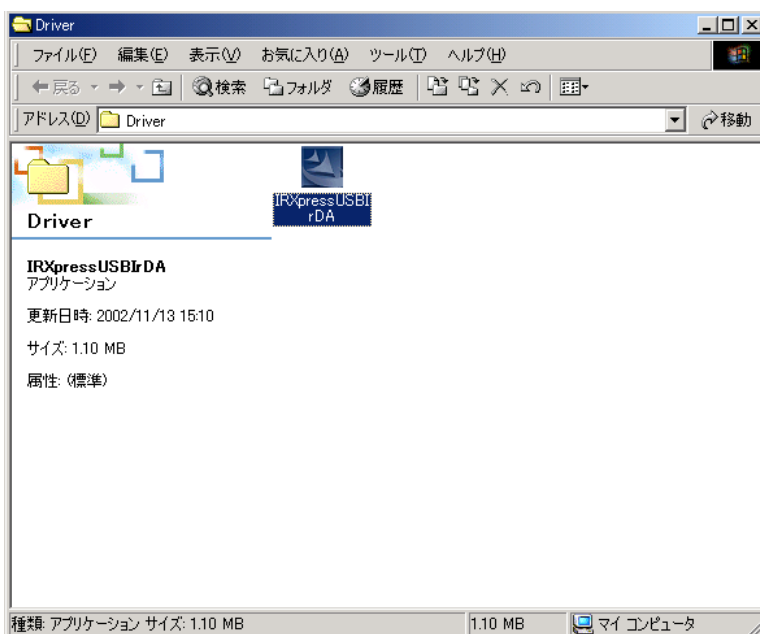 Driver
ファイル(F) 編集(E) 表示(V) お気に入り(A) ツール(T) ヘルプ(H)
戻る 検索 フォルダ 履歴
アドレス(D) Driver 移動
IRXpressUSBI
rDA
Driver
IRXpressUSBIrDA
アプリケーション
更新日時: 2002/11/13 15:10
サイズ: 1.10 MB
属性: (標準)
種類: アプリケーション サイズ: 1.10 MB 1.10 MB マイ コンピュータ